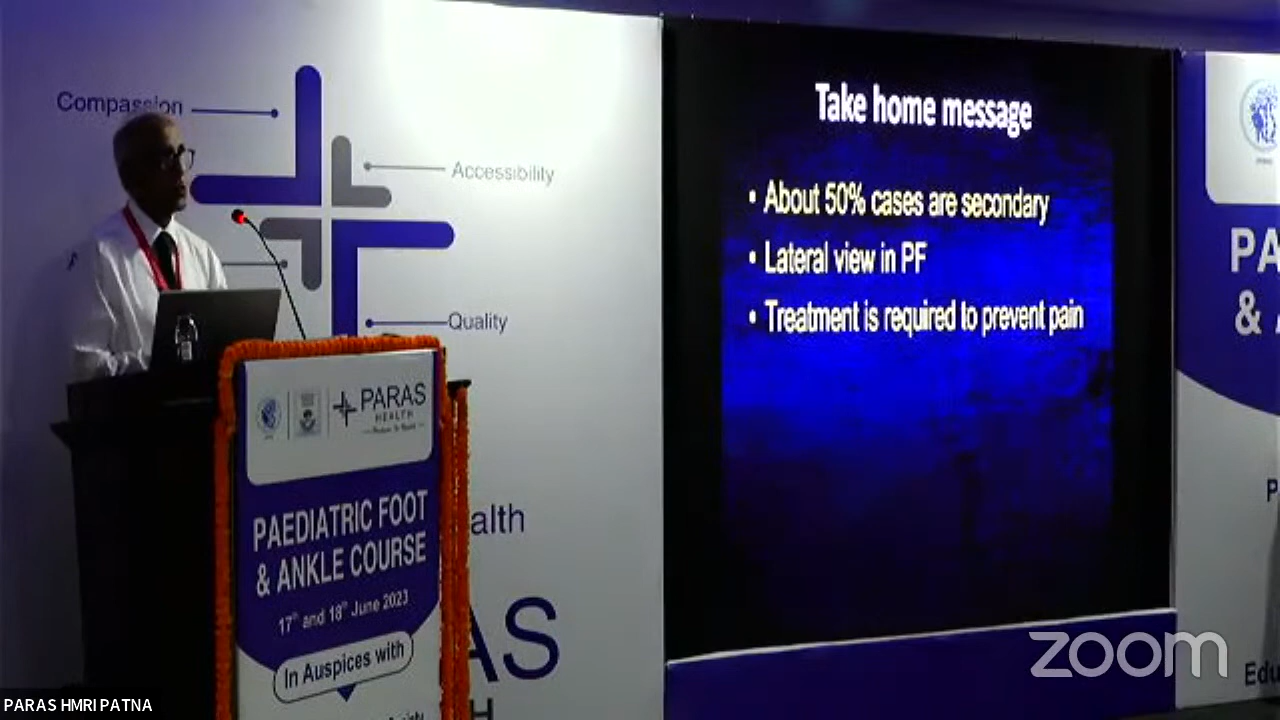 Compassion
Accessibility
Quality
alth
AS
H
PARAS
HEALTH
PAEDIATRIC FOOT
& ANKLE COURSE
17th and 18th June 2023
In Auspices with
Take home message
• About 50% cases are secondary
• Lateral view in PF
• Treatment is required to prevent pain
PA
&
P
Edu
zoom
PARAS HMRI PATNA